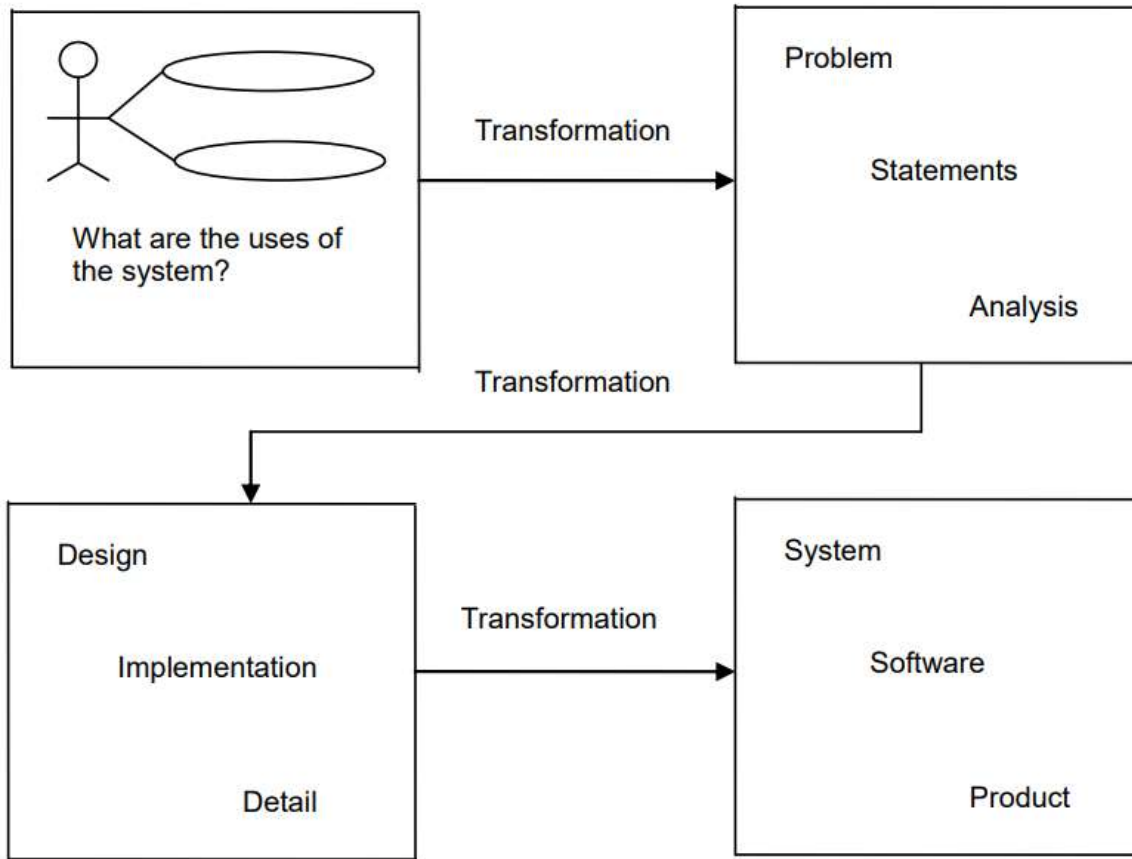 What are the uses of
the system?
Transformation
Problem
Statements
Analysis
Transformation
Design
Implementation
Detail
Transformation
System
Software
Product